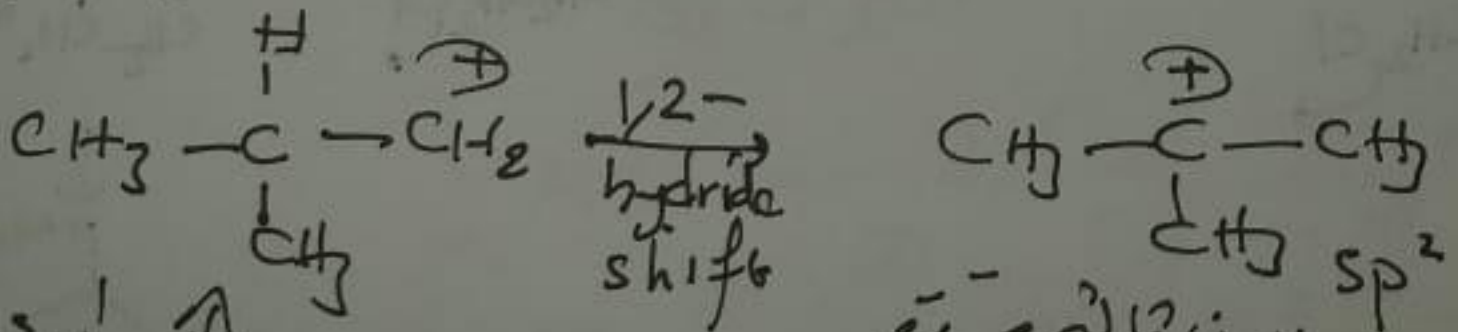 H ⊕ ⊕
CH₃ — C — CH₂ 1,2- CH₃ — C — CH₃
hydride
CH₃ CH₃
shift sp²